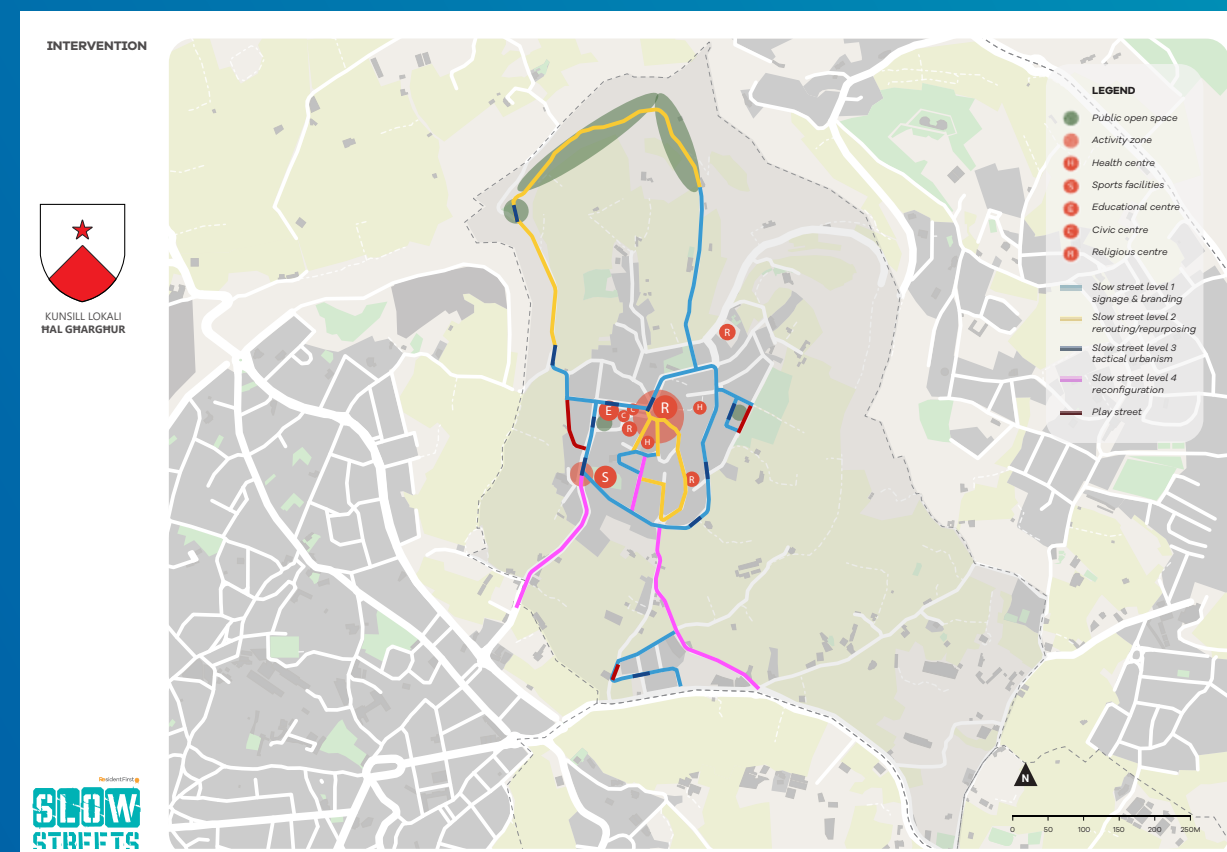 INTERVENTION
KUNSILL LOKALI
ĦAL GĦARGĦUR
ResidentFirst
SLOW
STREETS
LEGEND
Public open space
Activity zone
H Health centre
S Sports facilities
E Educational centre
C Civic centre
R Religious centre
Slow street level 1
signage & branding
Slow street level 2
rerouting/repurposing
Slow street level 3
tactical urbanism
Slow street level 4
reconfiguration
Play street
R
E
C
C
R
H
R
H
S
R
N
0 50 100 150 200 250M